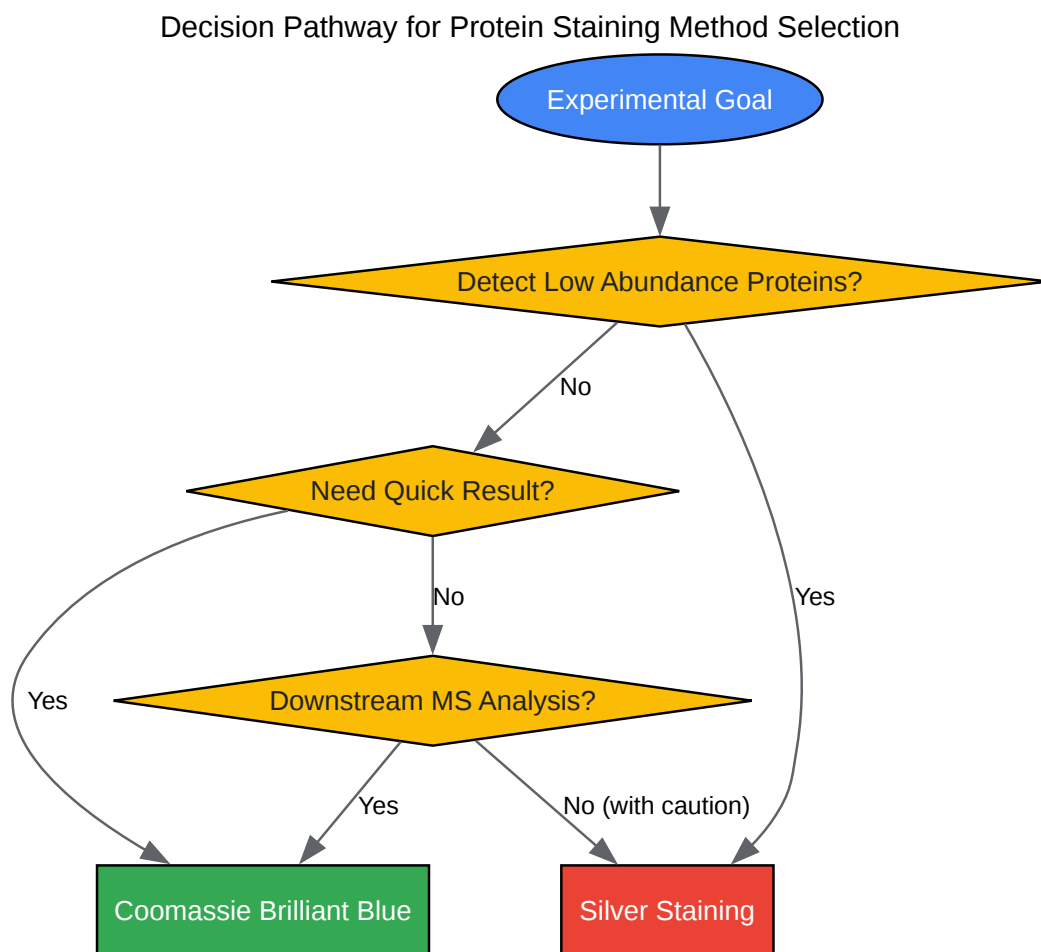 Decision Pathway for Protein Staining Method Selection
Experimental Goal
Detect Low Abundance Proteins?
No
Need Quick Result?
No
Yes
Downstream MS Analysis?
Yes
Yes
No (with caution)
Coomassie Brilliant Blue
Silver Staining